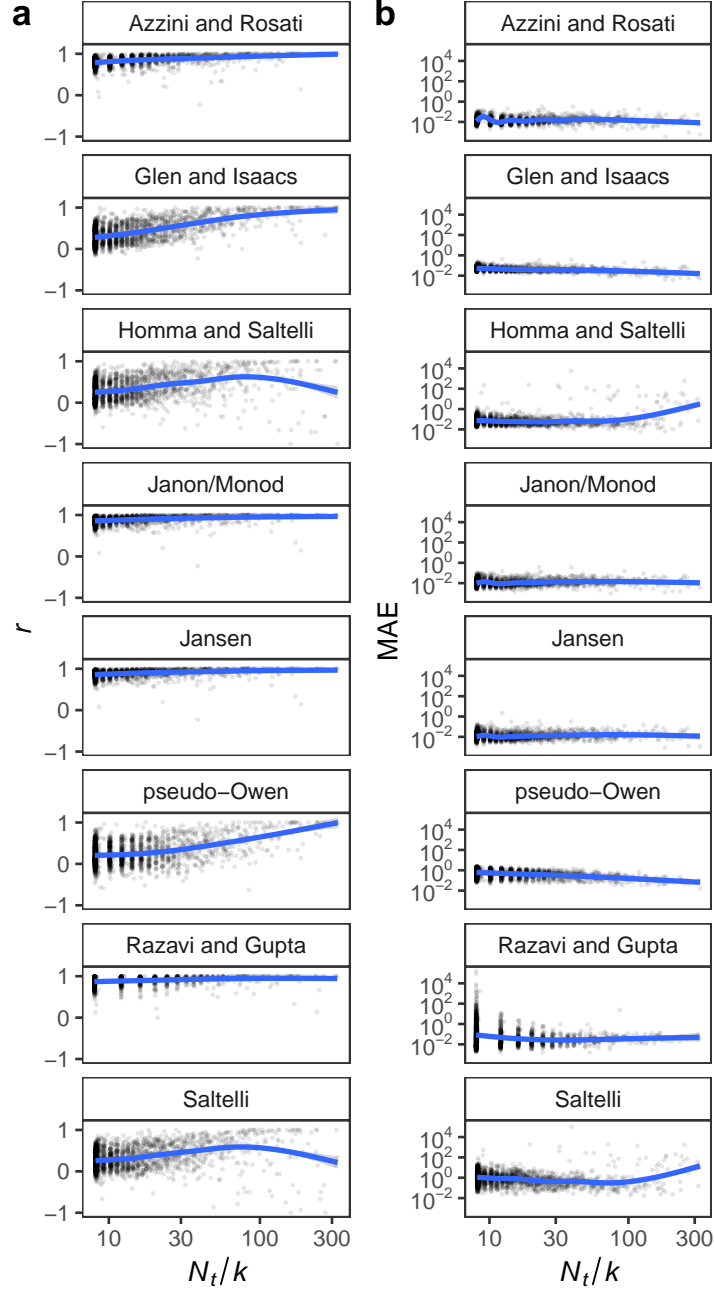 a
Azzini and Rosati
1
0
−1
Glen and Isaacs
1
0
−1
Homma and Saltelli
1
0
−1
Janon/Monod
1
0
−1
Jansen
1
0
−1
pseudo−Owen
1
0
−1
Razavi and Gupta
1
0
−1
Saltelli
1
0
−1
r
10 30 100 300
N_t/k
b
Azzini and Rosati
10^4
10^2
10^0
10^−2
Glen and Isaacs
10^4
10^2
10^0
10^−2
Homma and Saltelli
10^4
10^2
10^0
10^−2
Janon/Monod
10^4
10^2
10^0
10^−2
Jansen
10^4
10^2
10^0
10^−2
pseudo−Owen
10^4
10^2
10^0
10^−2
Razavi and Gupta
10^4
10^2
10^0
10^−2
Saltelli
10^4
10^2
10^0
10^−2
MAE
10 30 100 300
N_t/k